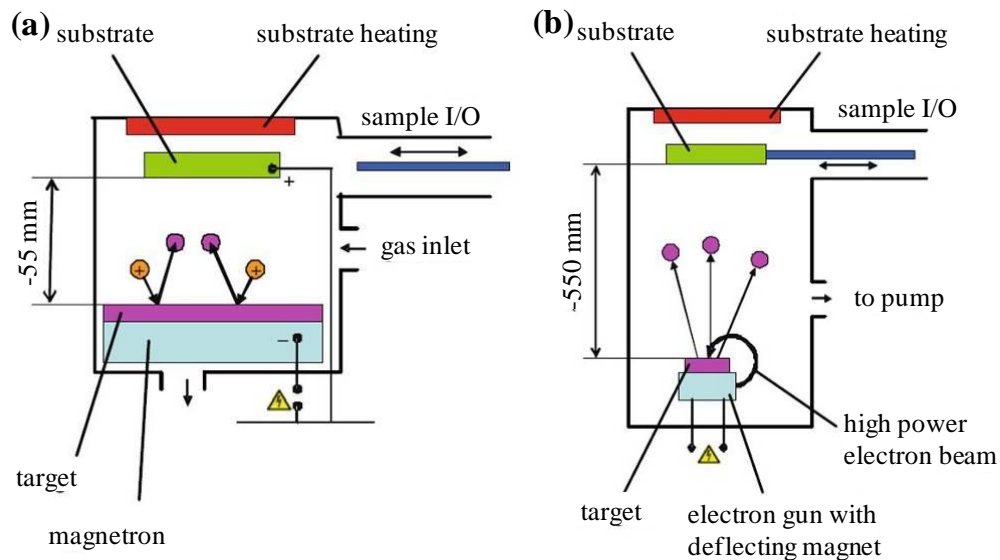 (a)
substrate
substrate heating
sample I/O
+
-55 mm
+
+
gas inlet
−
target
magnetron
(b)
substrate
substrate heating
sample I/O
~550 mm
to pump
high power
electron beam
target
electron gun with
deflecting magnet